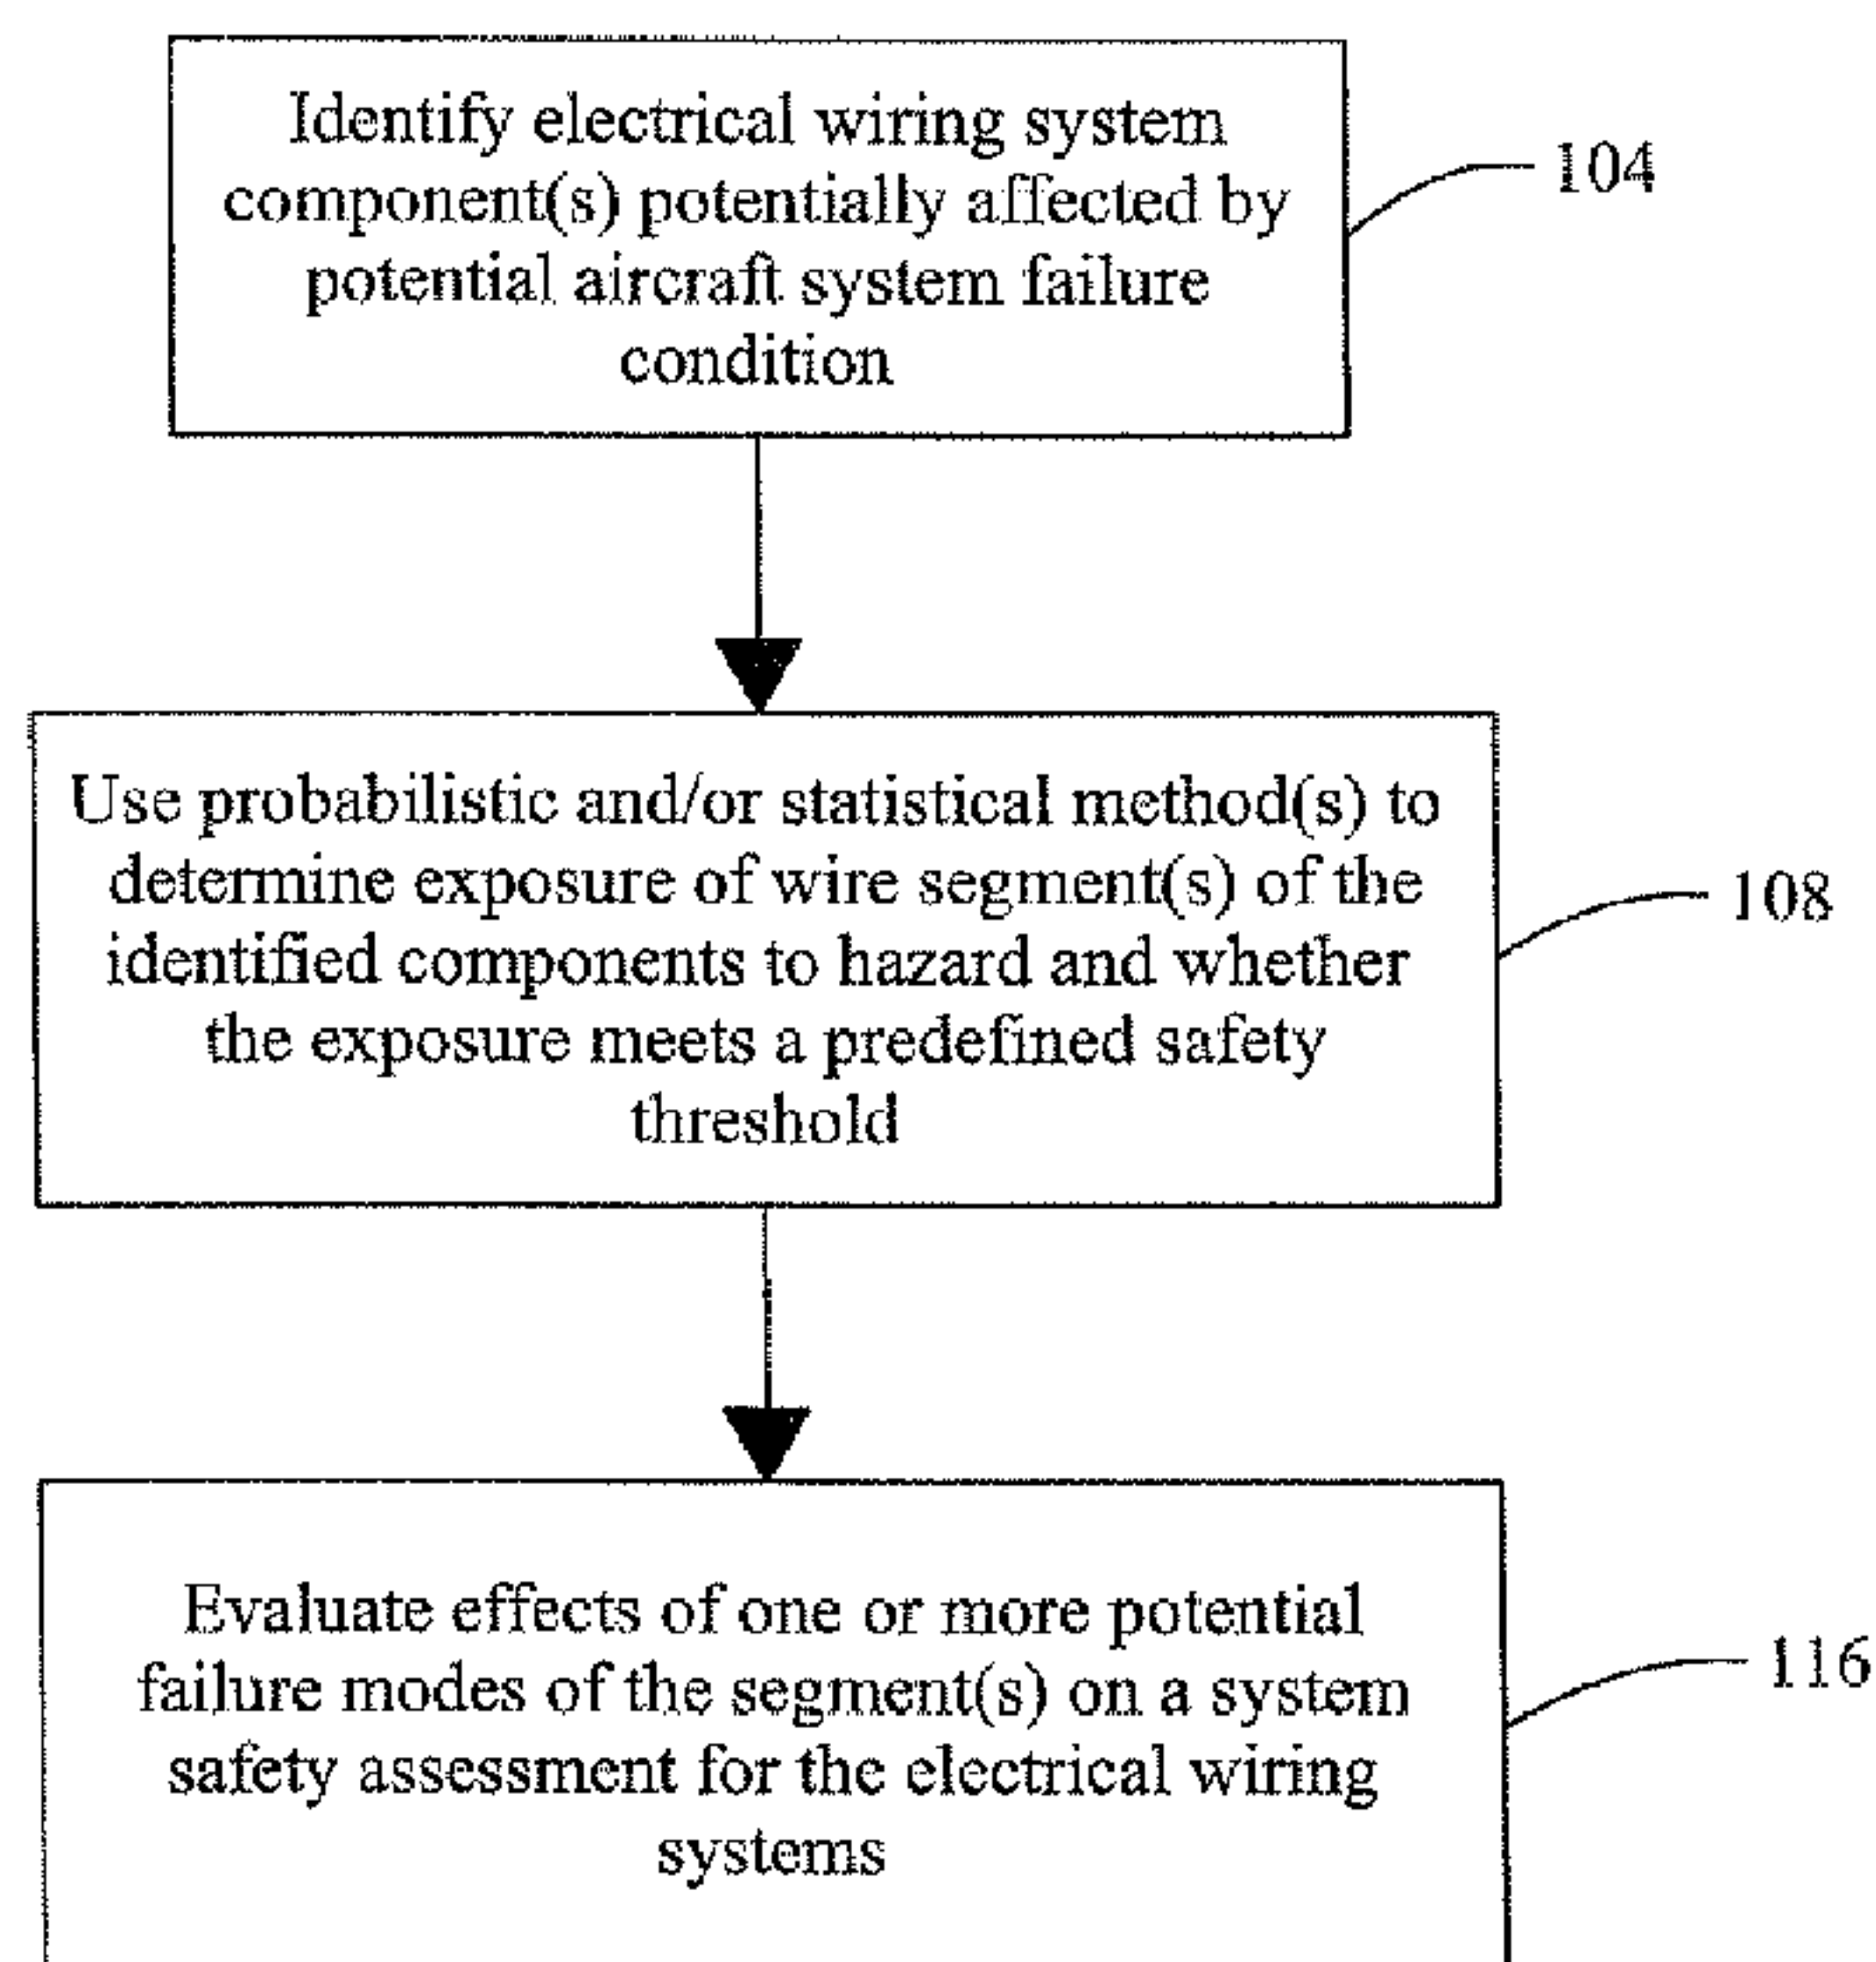 Identify electrical wiring system
component(s) potentially affected by
potential aircraft system failure
condition
104
Use probabilistic and/or statistical method(s) to
determine exposure of wire segment(s) of the
identified components to hazard and whether
the exposure meets a predefined safety
threshold
108
Evaluate effects of one or more potential
failure modes of the segment(s) on a system
safety assessment for the electrical wiring
systems
116